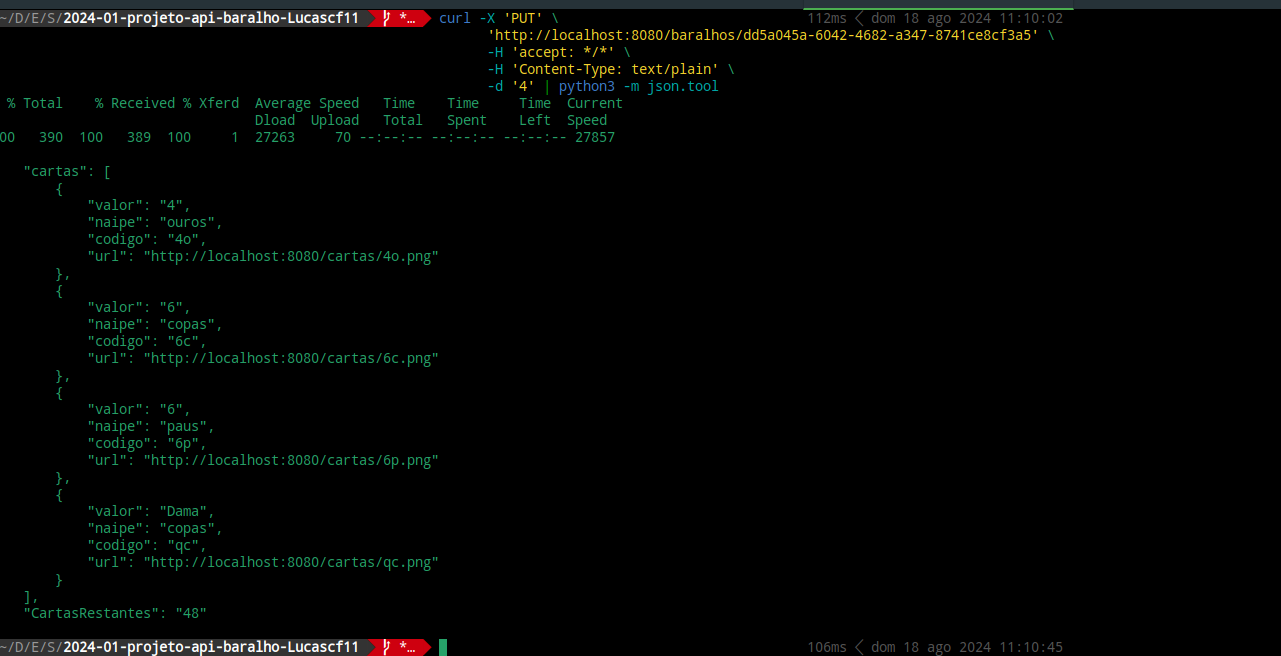 ~/D/E/S/2024-01-projeto-api-baralho-Lucascf11 *… curl -X 'PUT' \ 112ms < dom 18 ago 2024 11:10:02
'http://localhost:8080/baralhos/dd5a045a-6042-4682-a347-8741ce8cf3a5' \
-H 'accept: */*' \
-H 'Content-Type: text/plain' \
-d '4' | python3 -m json.tool
% Total % Received % Xferd Average Speed Time Time Time Current
Dload Upload Total Spent Left Speed
00 390 100 389 100 1 27263 70 --:--:-- --:--:-- --:--:-- 27857
"cartas": [
{
"valor": "4",
"naipe": "ouros",
"codigo": "4o",
"url": "http://localhost:8080/cartas/4o.png"
},
{
"valor": "6",
"naipe": "copas",
"codigo": "6c",
"url": "http://localhost:8080/cartas/6c.png"
},
{
"valor": "6",
"naipe": "paus",
"codigo": "6p",
"url": "http://localhost:8080/cartas/6p.png"
},
{
"valor": "Dama",
"naipe": "copas",
"codigo": "qc",
"url": "http://localhost:8080/cartas/qc.png"
}
],
"CartasRestantes": "48"
~/D/E/S/2024-01-projeto-api-baralho-Lucascf11 *… 106ms < dom 18 ago 2024 11:10:45